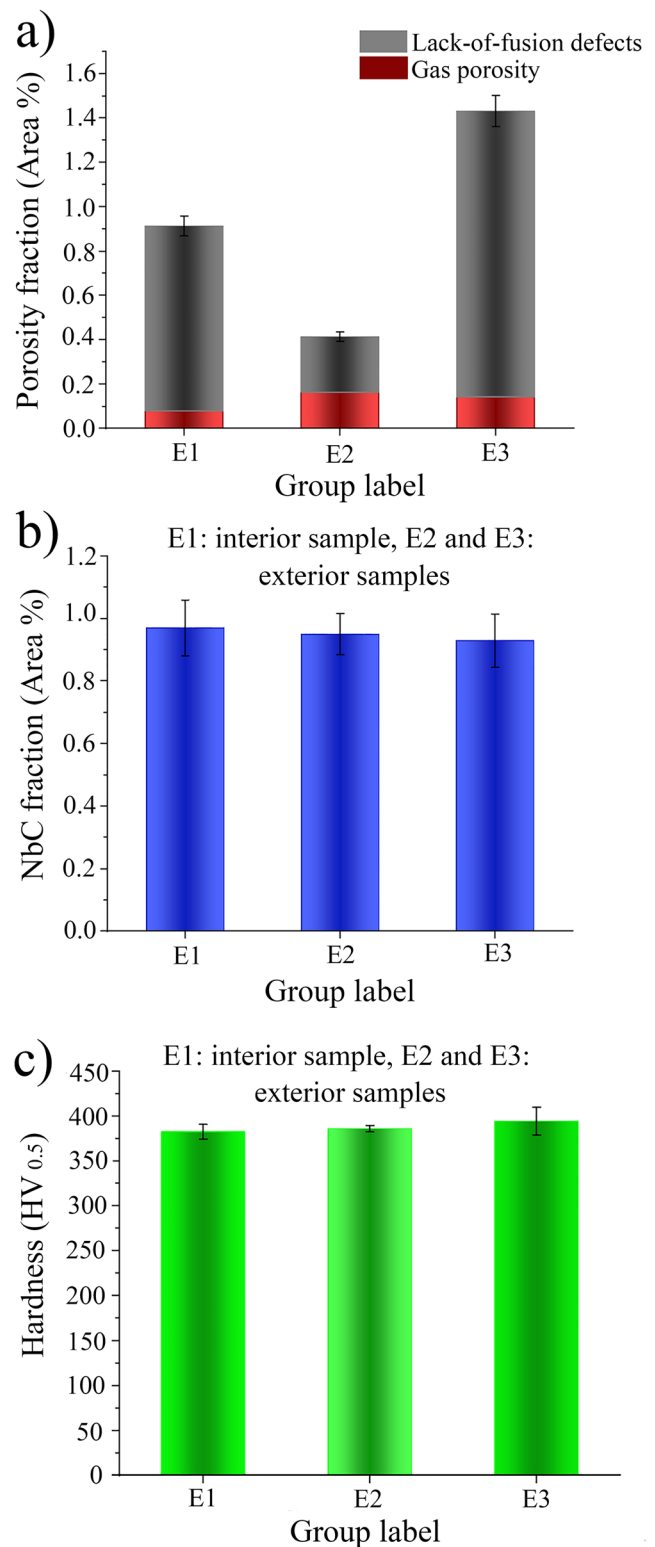 a)
Lack-of-fusion defects
Gas porosity
Porosity fraction (Area %)
1.6
1.4
1.2
1.0
0.8
0.6
0.4
0.2
0.0
E1 E2 E3
Group label
b)
E1: interior sample, E2 and E3:
exterior samples
NbC fraction (Area %)
1.2
1.0
0.8
0.6
0.4
0.2
0.0
E1 E2 E3
Group label
c)
E1: interior sample, E2 and E3:
exterior samples
Hardness (HV 0.5)
450
400
350
300
250
200
150
100
50
0
E1 E2 E3
Group label